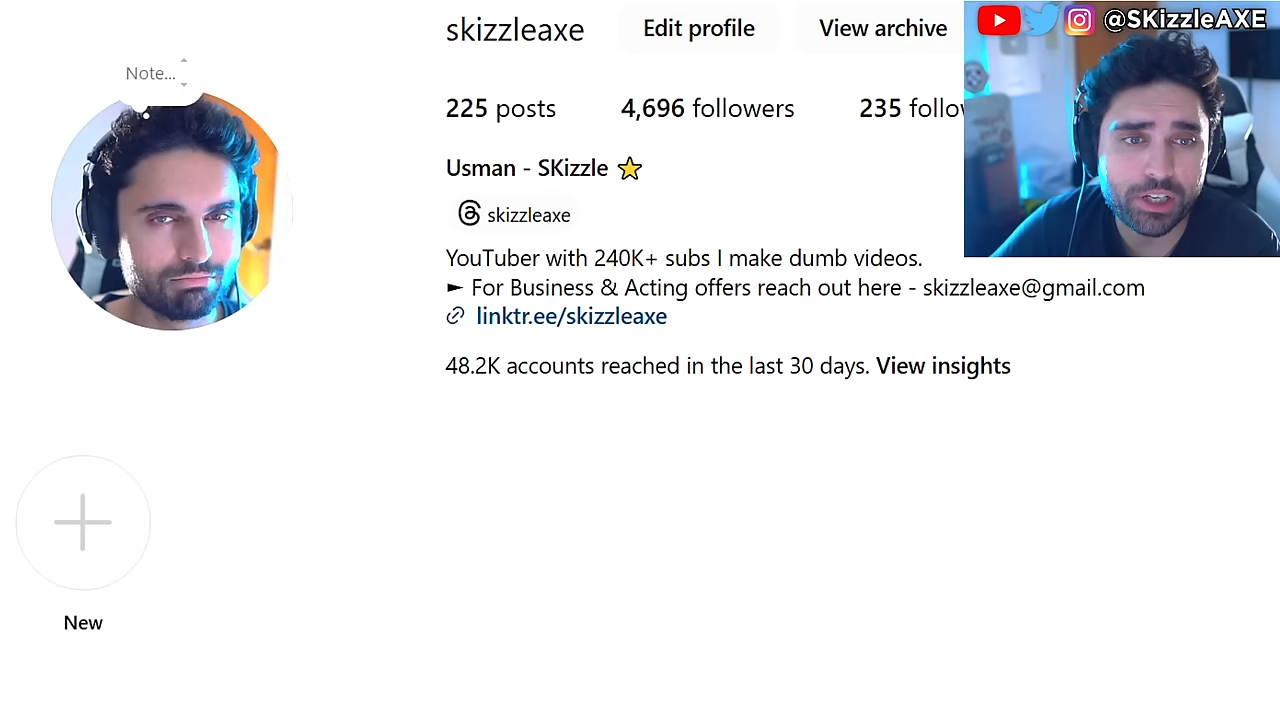 skizzleaxe Edit profile View archive
@SKizzleAXE
Note...
225 posts 4,696 followers 235 follo
Usman - SKizzle ⭐
skizzleaxe
YouTuber with 240K+ subs I make dumb videos.
► For Business & Acting offers reach out here - skizzleaxe@gmail.com
linktr.ee/skizzleaxe
48.2K accounts reached in the last 30 days. View insights
New